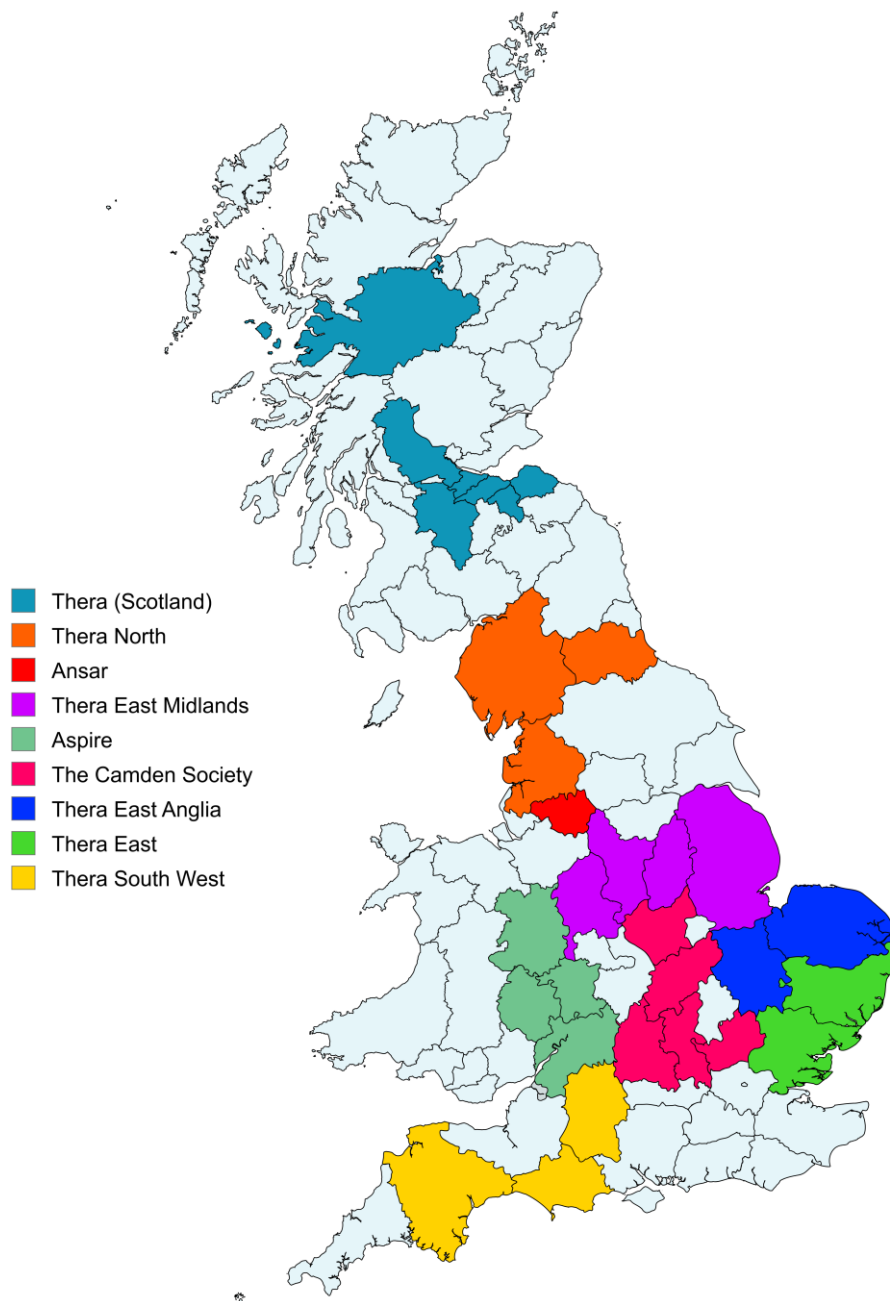 Thera (Scotland)
Thera North
Ansar
Thera East Midlands
Aspire
The Camden Society
Thera East Anglia
Thera East
Thera South West